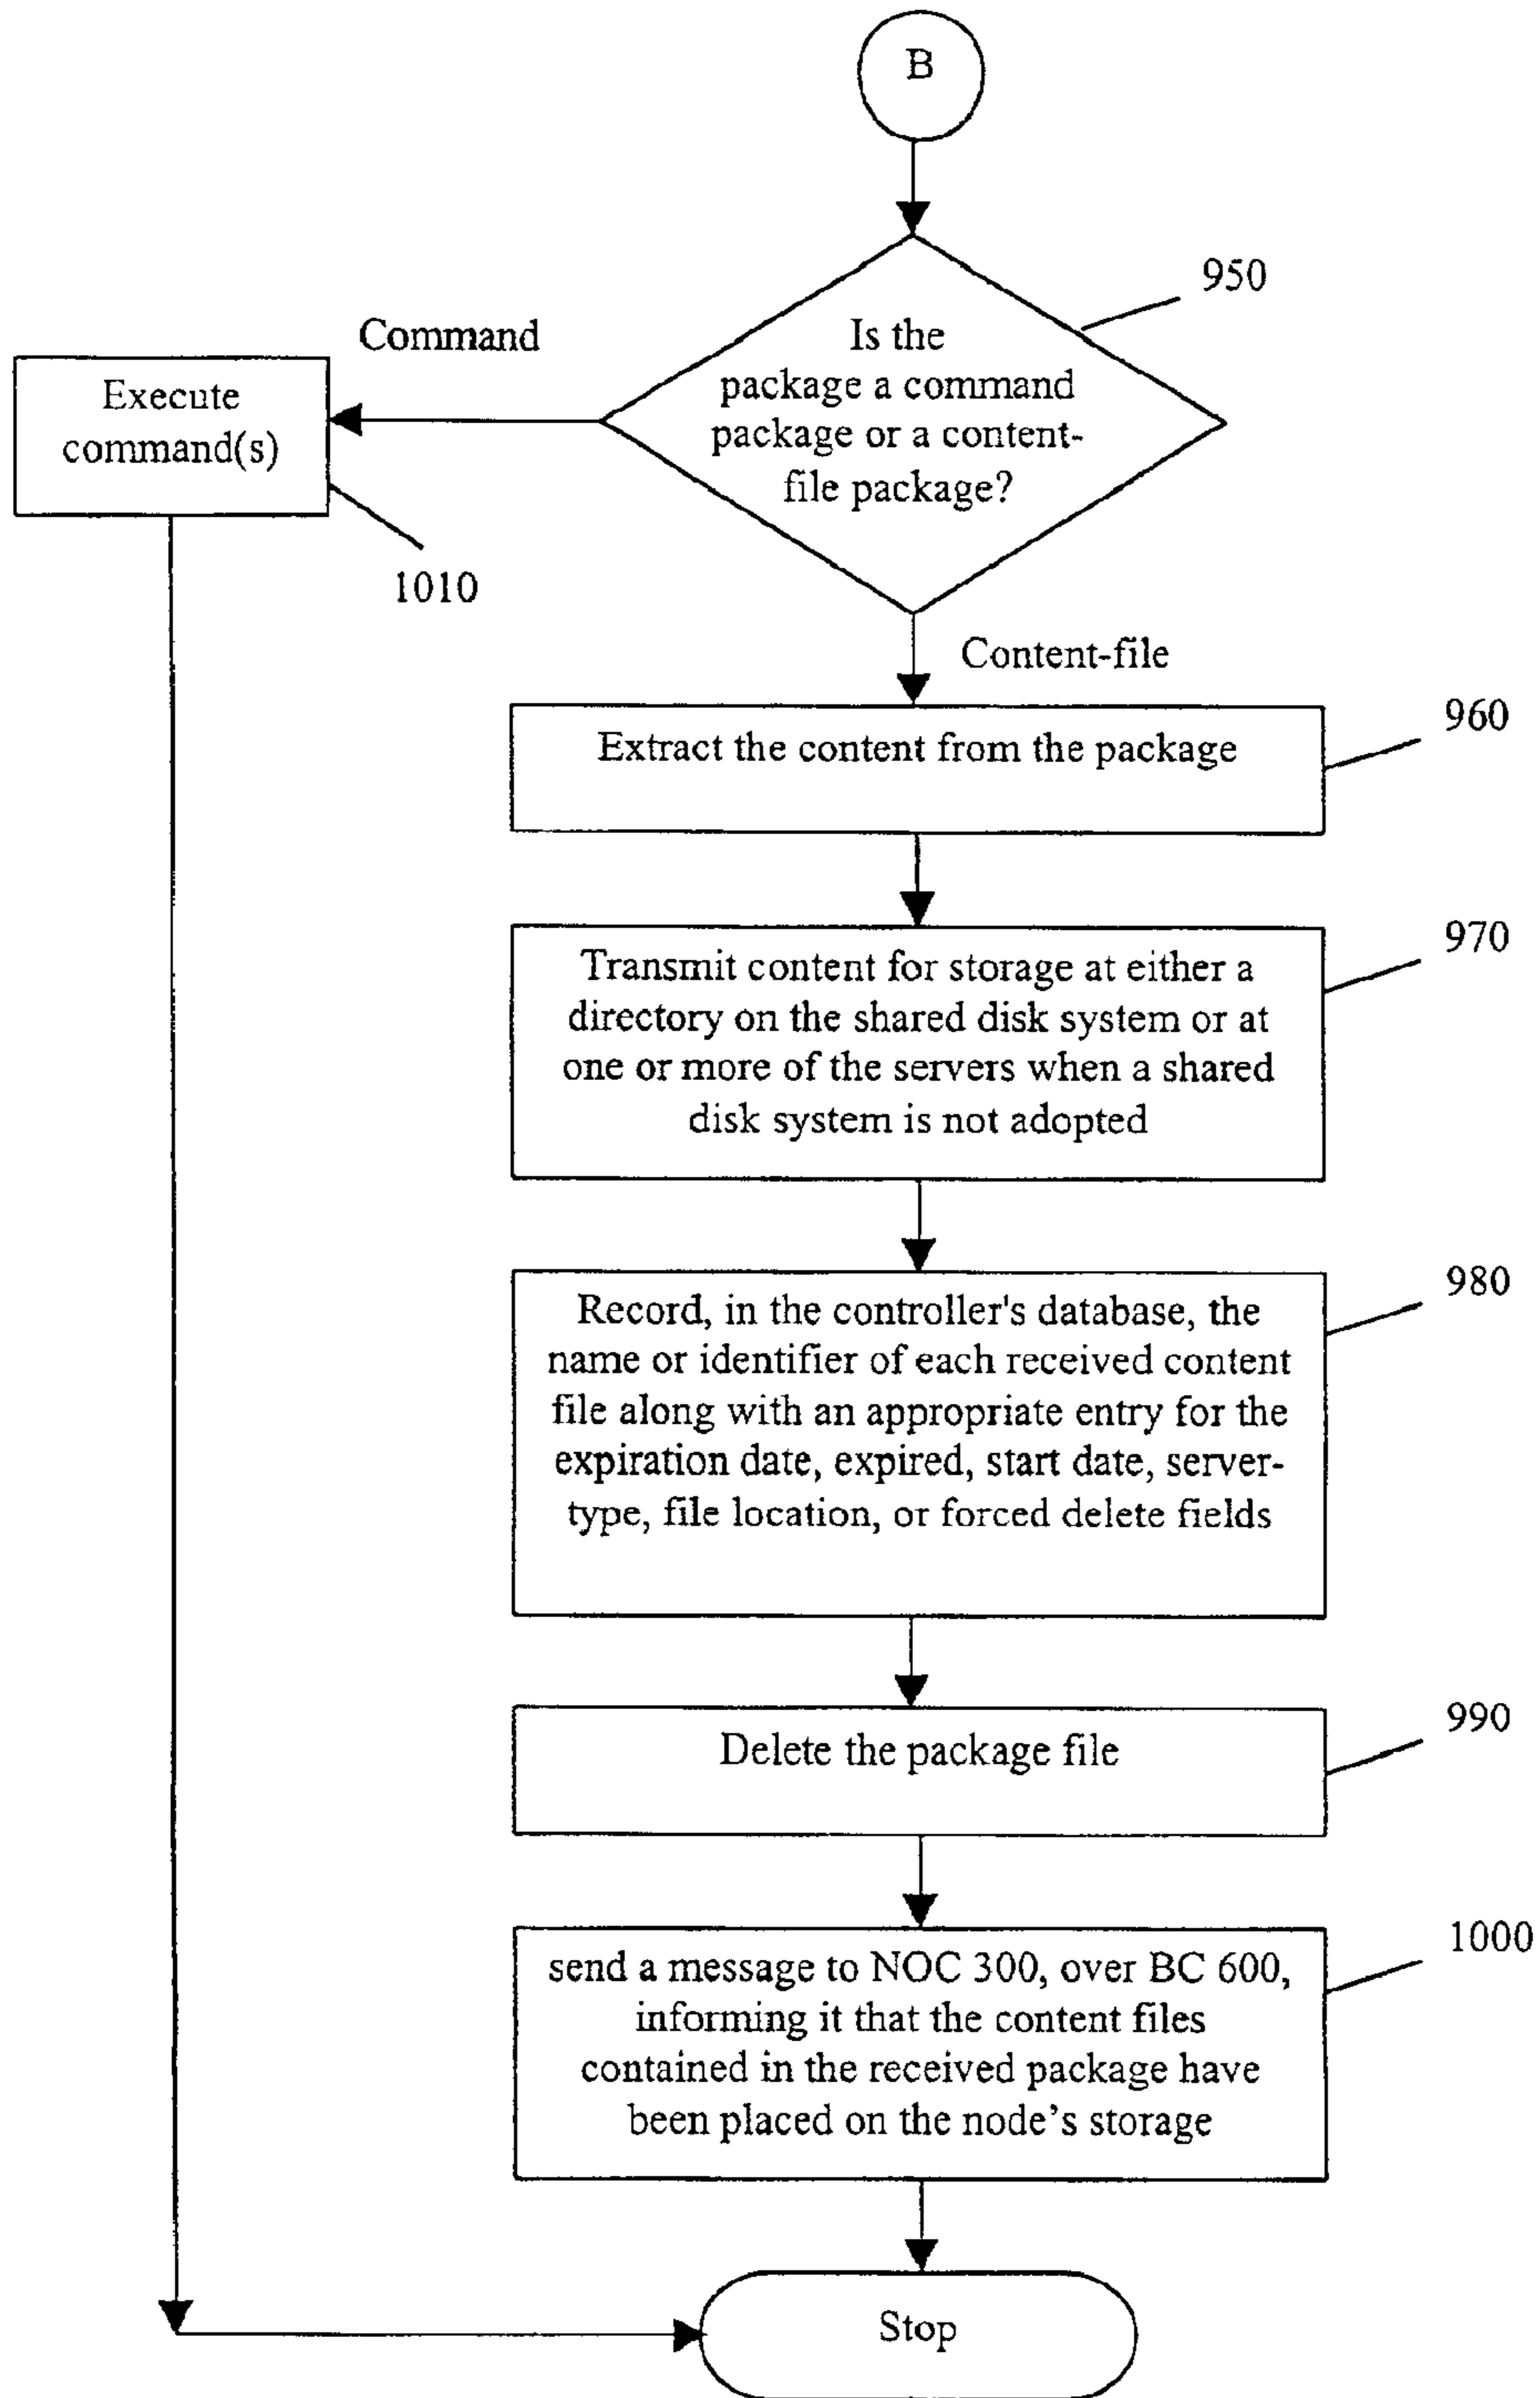 B
950
Is the
package a command
package or a content-
file package?
Command
Execute
command(s)
1010
Content-file
960
Extract the content from the package
970
Transmit content for storage at either a
directory on the shared disk system or at
one or more of the servers when a shared
disk system is not adopted
980
Record, in the controller's database, the
name or identifier of each received content
file along with an appropriate entry for the
expiration date, expired, start date, server-
type, file location, or forced delete fields
990
Delete the package file
1000
send a message to NOC 300, over BC 600,
informing it that the content files
contained in the received package have
been placed on the node’s storage
Stop